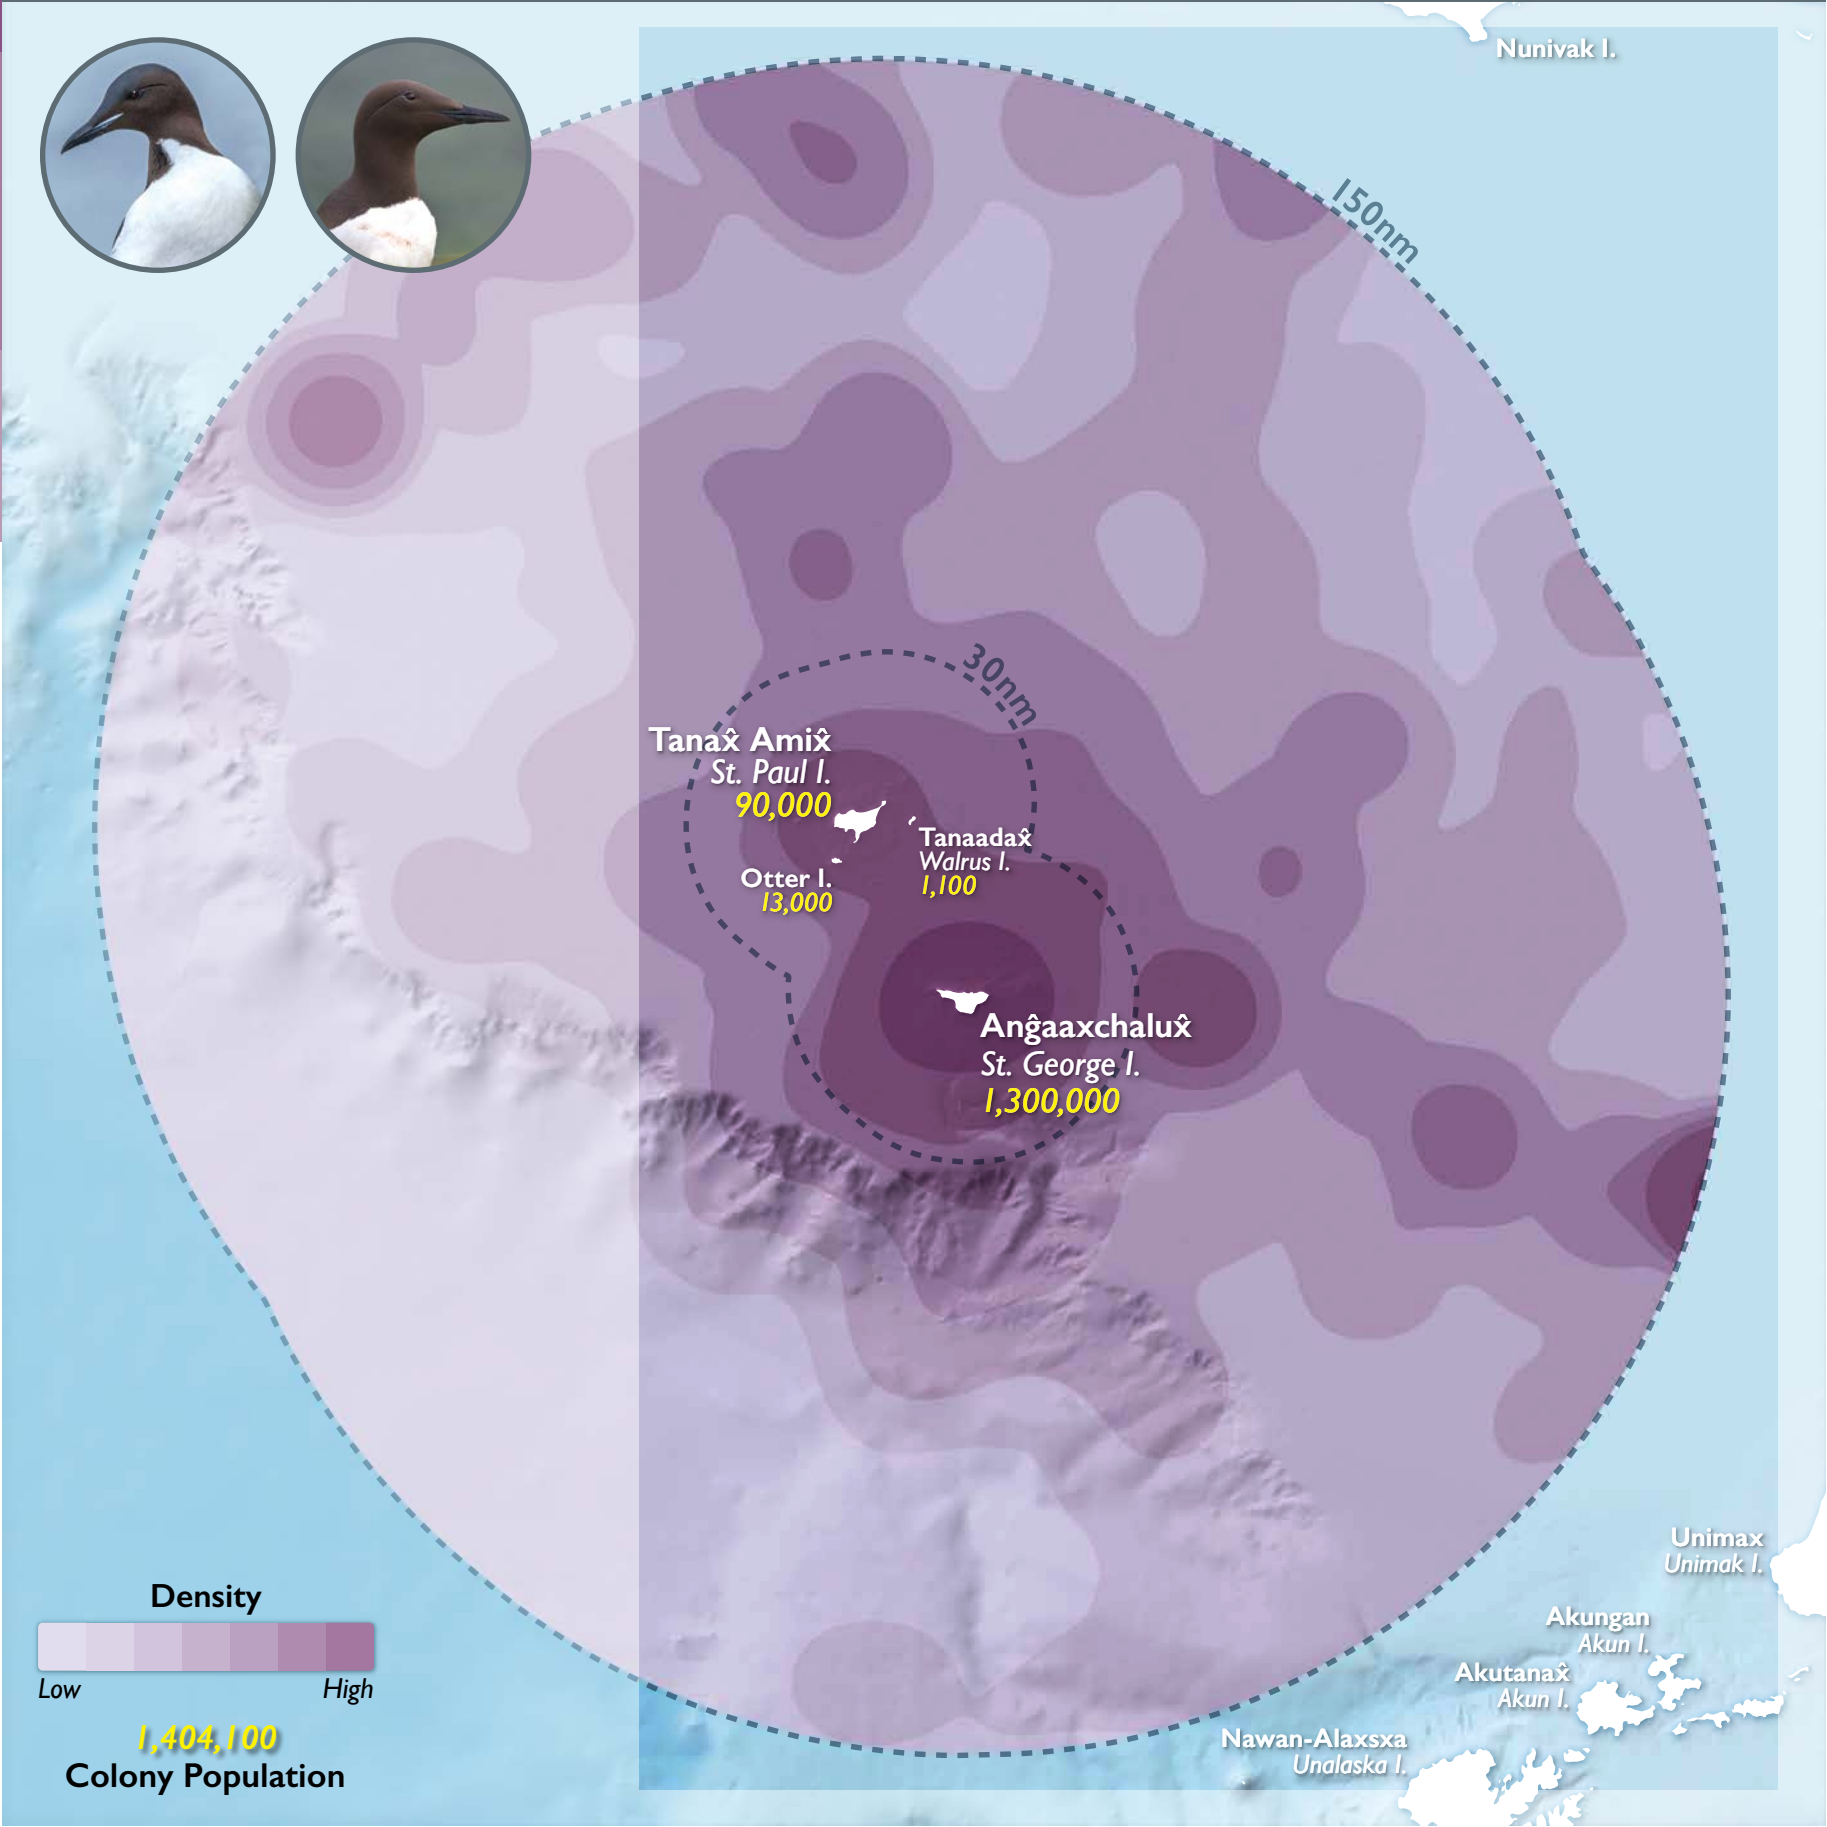 Nunivak I.
150nm
30nm
Tanax̂ Amix̂
St. Paul I.
90,000
Tanaadax̂
Walrus I.
1,100
Otter I.
13,000
Anĝaaxchalux̂
St. George I.
1,300,000
Unimax
Unimak I.
Akungan
Akun I.
Akutanax̂
Akun I.
Nawan-Alaxsxa
Unalaska I.
Density
Low
High
1,404,100
Colony Population